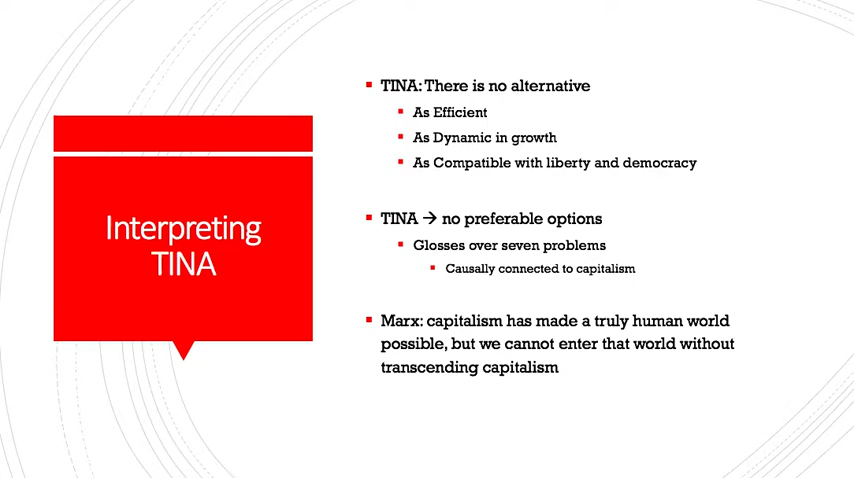 Interpreting
TINA
TINA: There is no alternative
As Efficient
As Dynamic in growth
As Compatible with liberty and democracy
TINA → no preferable options
Glosses over seven problems
Causally connected to capitalism
Marx: capitalism has made a truly human world
possible, but we cannot enter that world without
transcending capitalism